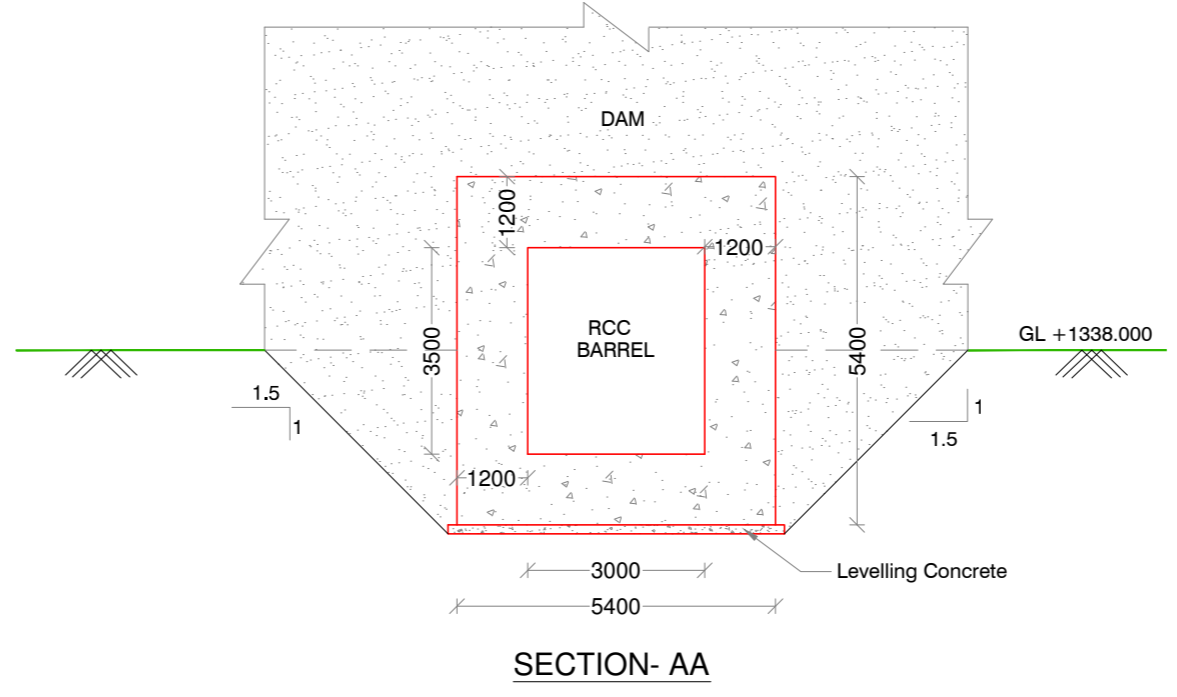 DAM
1200
1200
3500
RCC
BARREL
5400
GL +1338.000
1.5
1
1
1.5
1200
3000
Levelling Concrete
5400
SECTION- AA